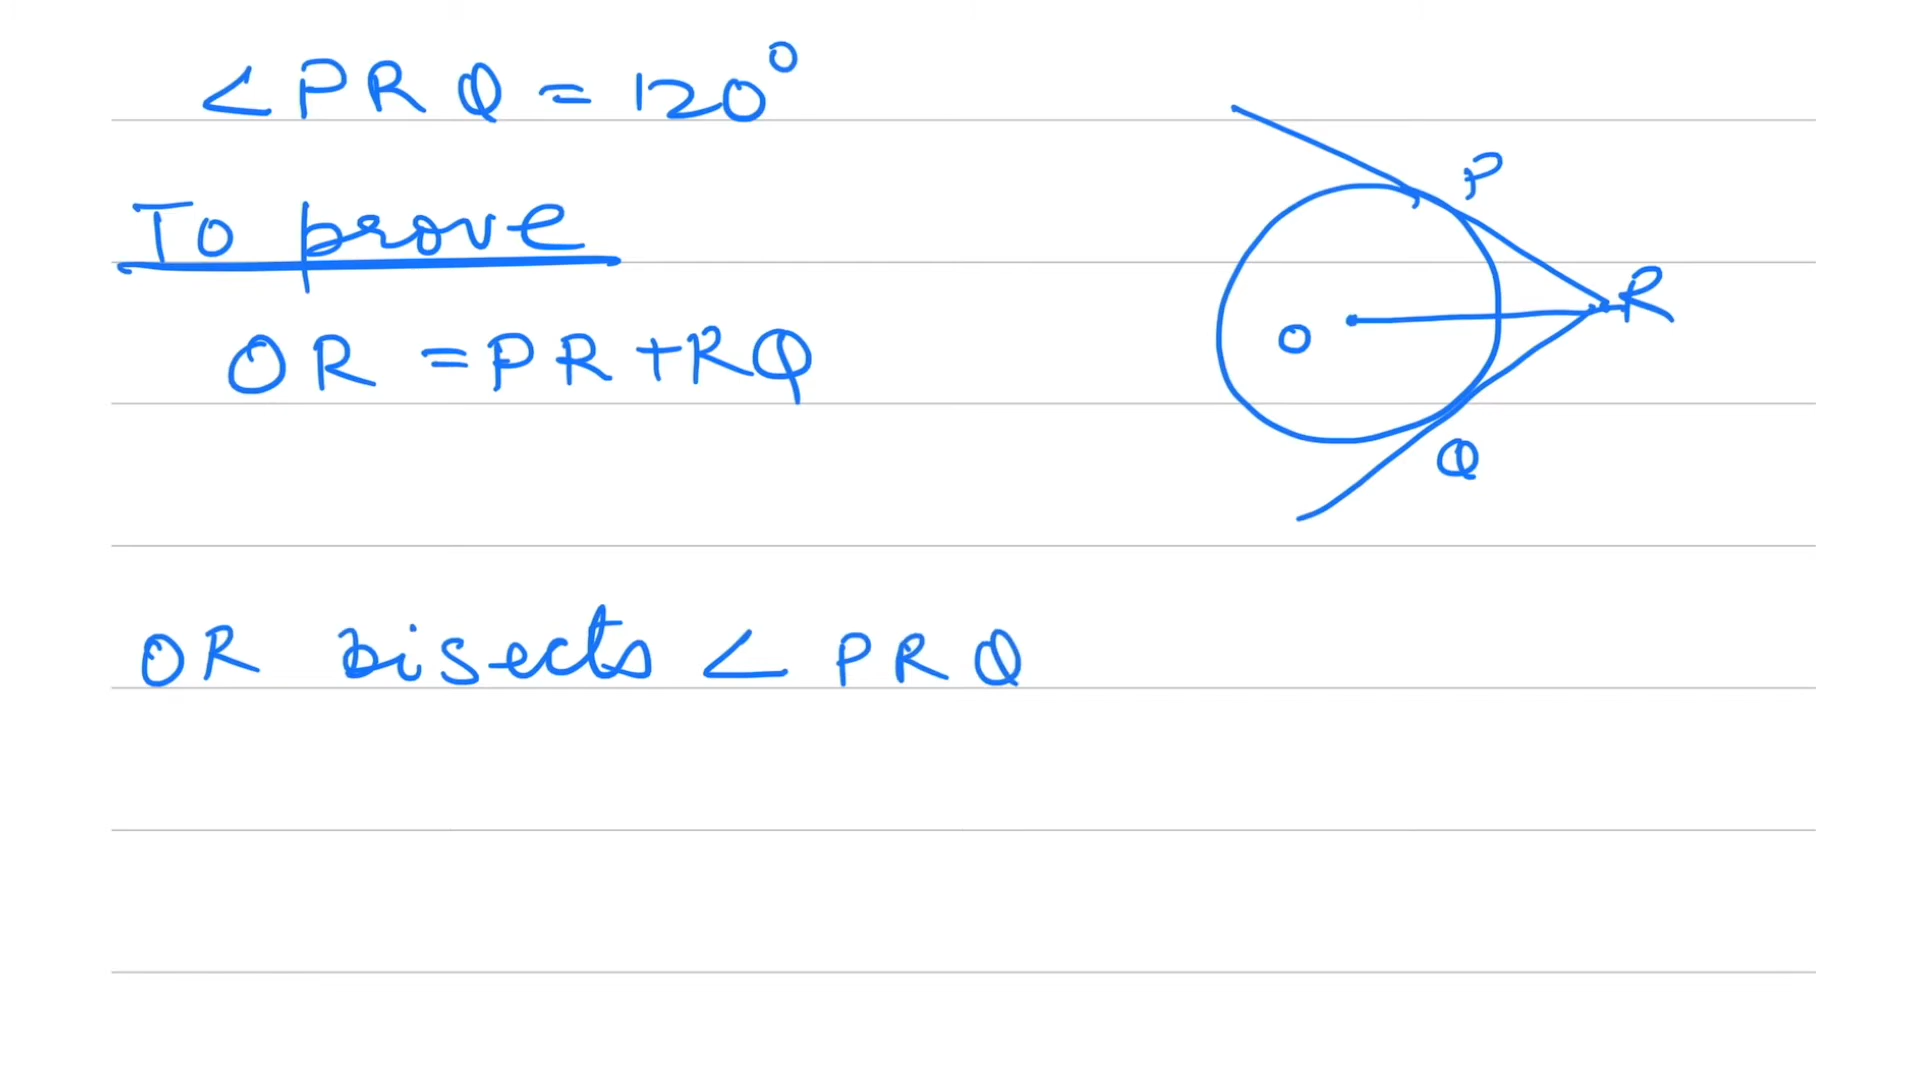 ∠PRQ = 120°
To prove
OR = PR + RQ
P
R
O
Q
OR bisects ∠PRQ